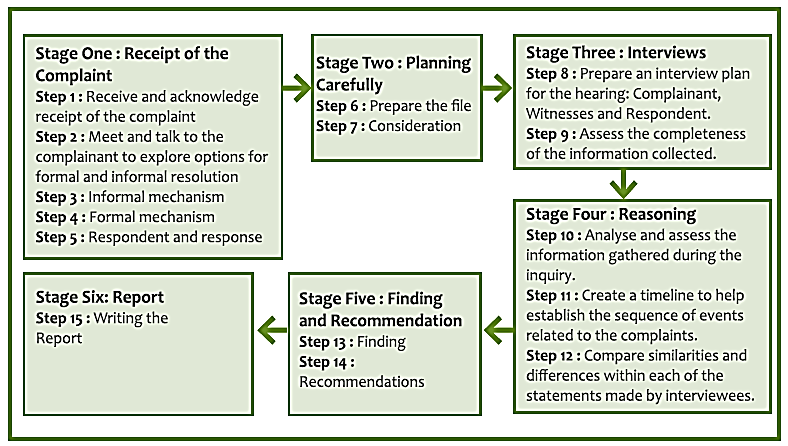 Stage One : Receipt of the
Complaint
Step 1 : Receive and acknowledge
receipt of the complaint
Step 2 : Meet and talk to the
complainant to explore options for
formal and informal resolution
Step 3 : Informal mechanism
Step 4 : Formal mechanism
Step 5 : Respondent and response
Stage Two : Planning
Carefully
Step 6 : Prepare the file
Step 7 : Consideration
Stage Three : Interviews
Step 8 : Prepare an interview plan
for the hearing: Complainant,
Witnesses and Respondent.
Step 9 : Assess the completeness
of the information collected.
Stage Four : Reasoning
Step 10 : Analyse and assess the
information gathered during the
inquiry.
Step 11 : Create a timeline to help
establish the sequence of events
related to the complaints.
Step 12 : Compare similarities and
differences within each of the
statements made by interviewees.
Stage Five : Finding
and Recommendation
Step 13 : Finding
Step 14 :
Recommendations
Stage Six: Report
Step 15 : Writing the
Report